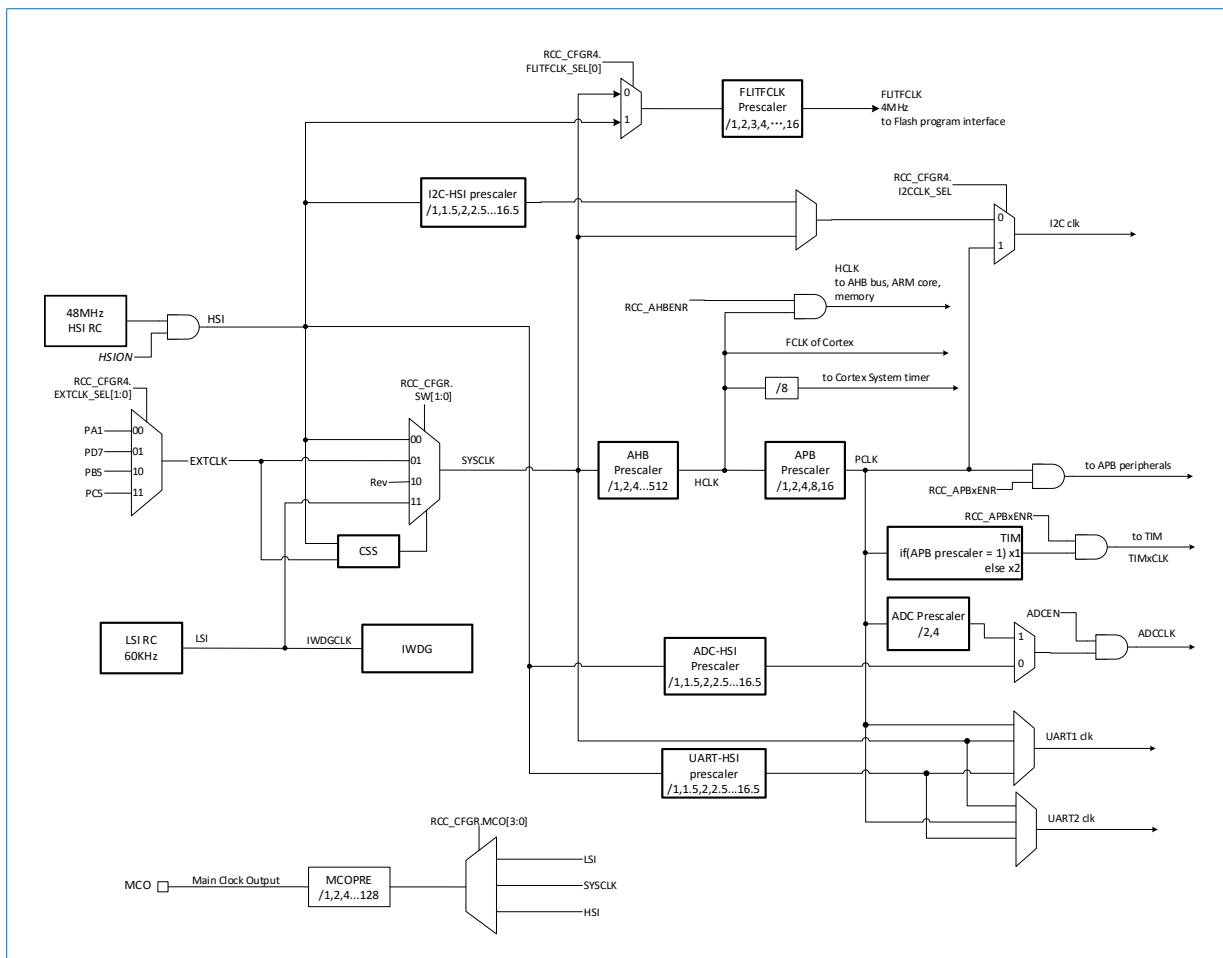 RCC_CFGR4.
FLITFCLK_SEL[0]
0
1
FLITFCLK
Prescaler
/1,2,3,4,···,16
FLITFCLK
4MHz
to Flash program interface
I2C-HSI prescaler
/1,1.5,2,2.5...16.5
RCC_CFGR4.
I2CCLK_SEL
0
1
I2C clk
48MHz
HSI RC
HSI
HSION
RCC_AHBENR
HCLK
to AHB bus, ARM core,
memory
FCLK of Cortex
/8
to Cortex System timer
RCC_CFGR4.
EXTCLK_SEL[1:0]
PA1
00
PD7
01
PB5
10
PC5
11
EXTCLK
RCC_CFGR.
SW[1:0]
00
01
Rev
10
11
SYSCLK
CSS
AHB
Prescaler
/1,2,4...512
HCLK
APB
Prescaler
/1,2,4,8,16
PCLK
to APB peripherals
RCC_APBxENR
RCC_APBxENR
TIM
if(APB prescaler = 1) x1
else x2
to TIM
TIMxCLK
LSI RC
60KHz
LSI
IWDGCLK
IWDG
ADC Prescaler
/2,4
ADCEN
1
0
ADCCLK
ADC-HSI
Prescaler
/1,1.5,2,2.5...16.5
UART-HSI
prescaler
/1,1.5,2,2.5...16.5
UART1 clk
UART2 clk
RCC_CFGR.MCO[3:0]
LSI
SYSCLK
HSI
MCO
Main Clock Output
MCOPRE
/1,2,4...128